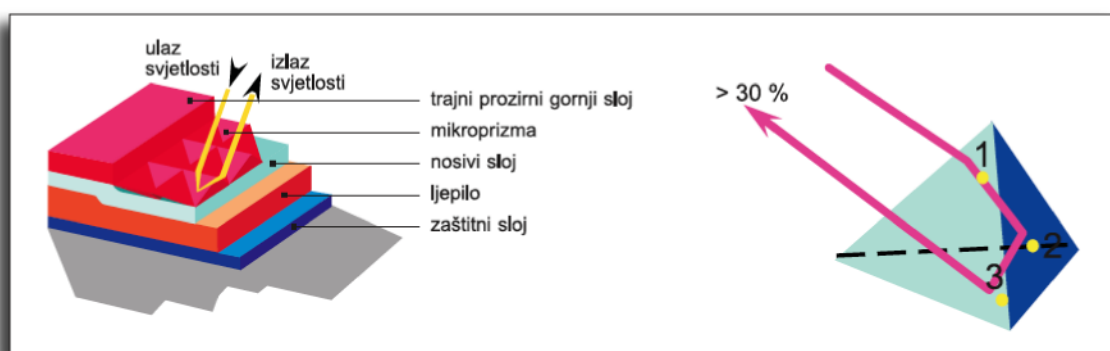 ulaz
svjetlosti
izlaz
svjetlosti
trajni prozirni gornji sloj
mikroprizma
nosivi sloj
ljepilo
zaštitni sloj
> 30 %
1
2
3